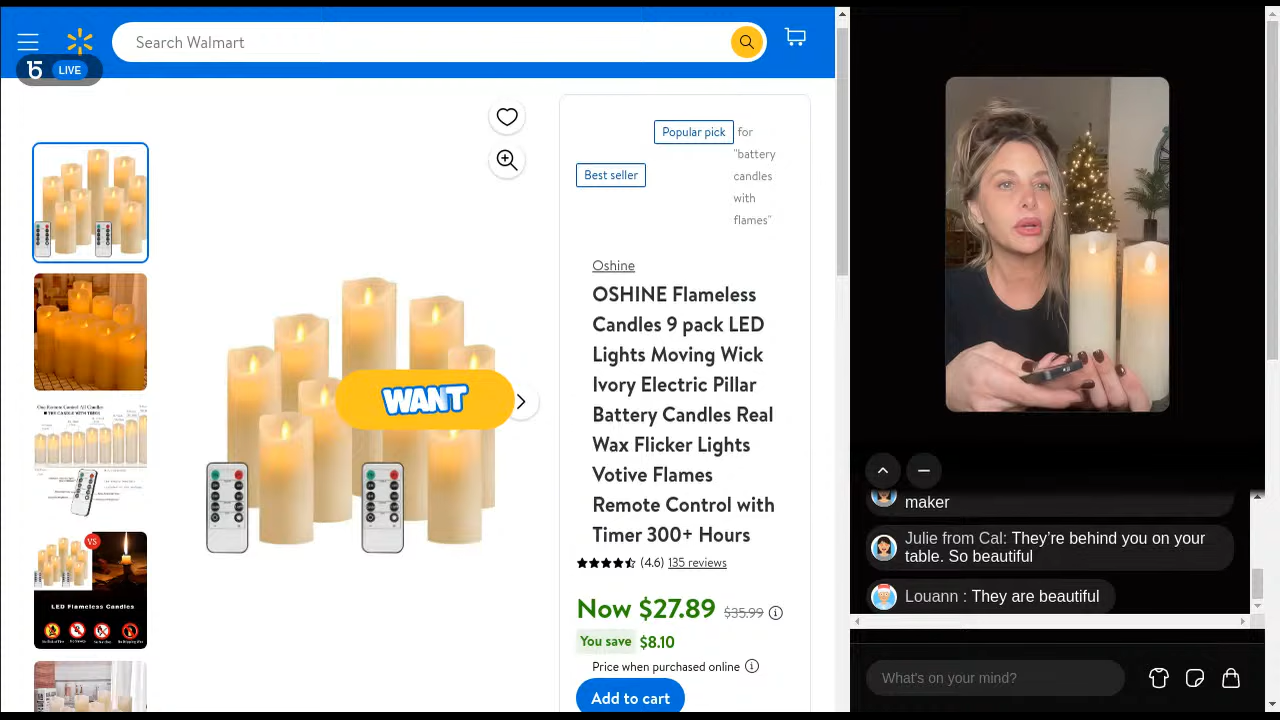 Search Walmart
LIVE
Popular pick
for
"battery
candles
with
flames"
Best seller
Oshine
OSHINE Flameless
Candles 9 pack LED
Lights Moving Wick
Ivory Electric Pillar
Battery Candles Real
Wax Flicker Lights
Votive Flames
Remote Control with
Timer 300+ Hours
(4.6) 135 reviews
Now $27.89 $35.99
You save $8.10
Price when purchased online
Add to cart
WANT
VS
LED Flameless Candles
maker
Julie from Cal: They're behind you on your
table. So beautiful
Louann : They are beautiful
What's on your mind?